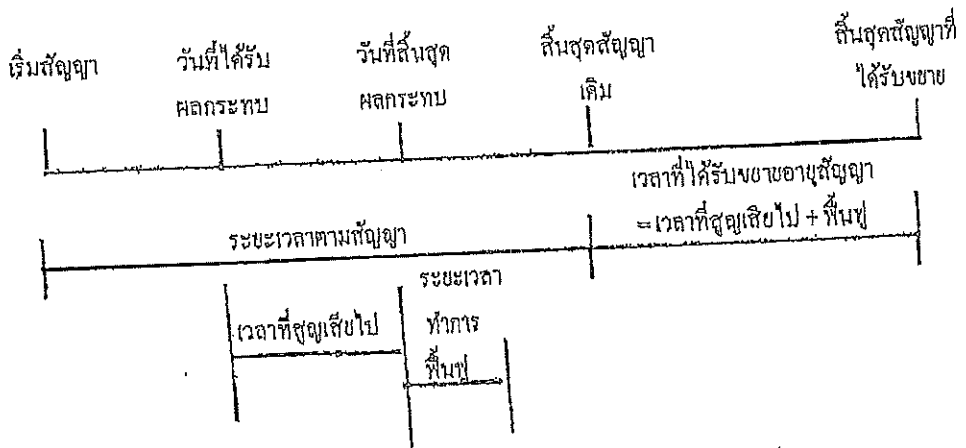 เริ่มสัญญา
วันที่ได้รับ
ผลกระทบ
วันที่สิ้นสุด
ผลกระทบ
สิ้นสุดสัญญา
เดิม
สิ้นสุดสัญญาที่
ได้รับขยาย
เวลาที่ได้รับขยายอายุสัญญา
=เวลาที่สูญเสียไป + ฟื้นฟู
ระยะเวลาตามสัญญา
เวลาที่สูญเสียไป
ระยะเวลา
ทำการ
ฟื้นฟู